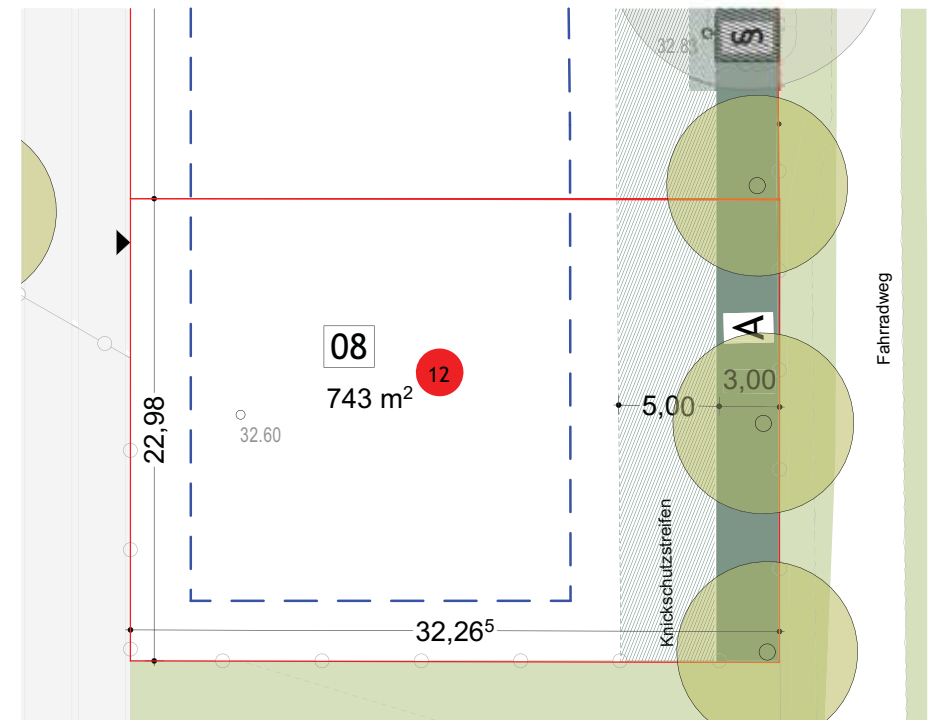 32.83
§
08
12
743 m²
32.60
22,98
5,00
3,00
A
Fahrradweg
Knickschutzstreifen
32,26⁵